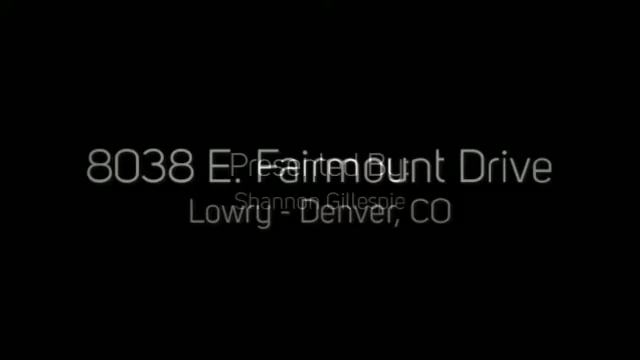 8038 E. Fairmount Drive
Presented By:
Shannon Gillespie
Lowry - Denver, CO